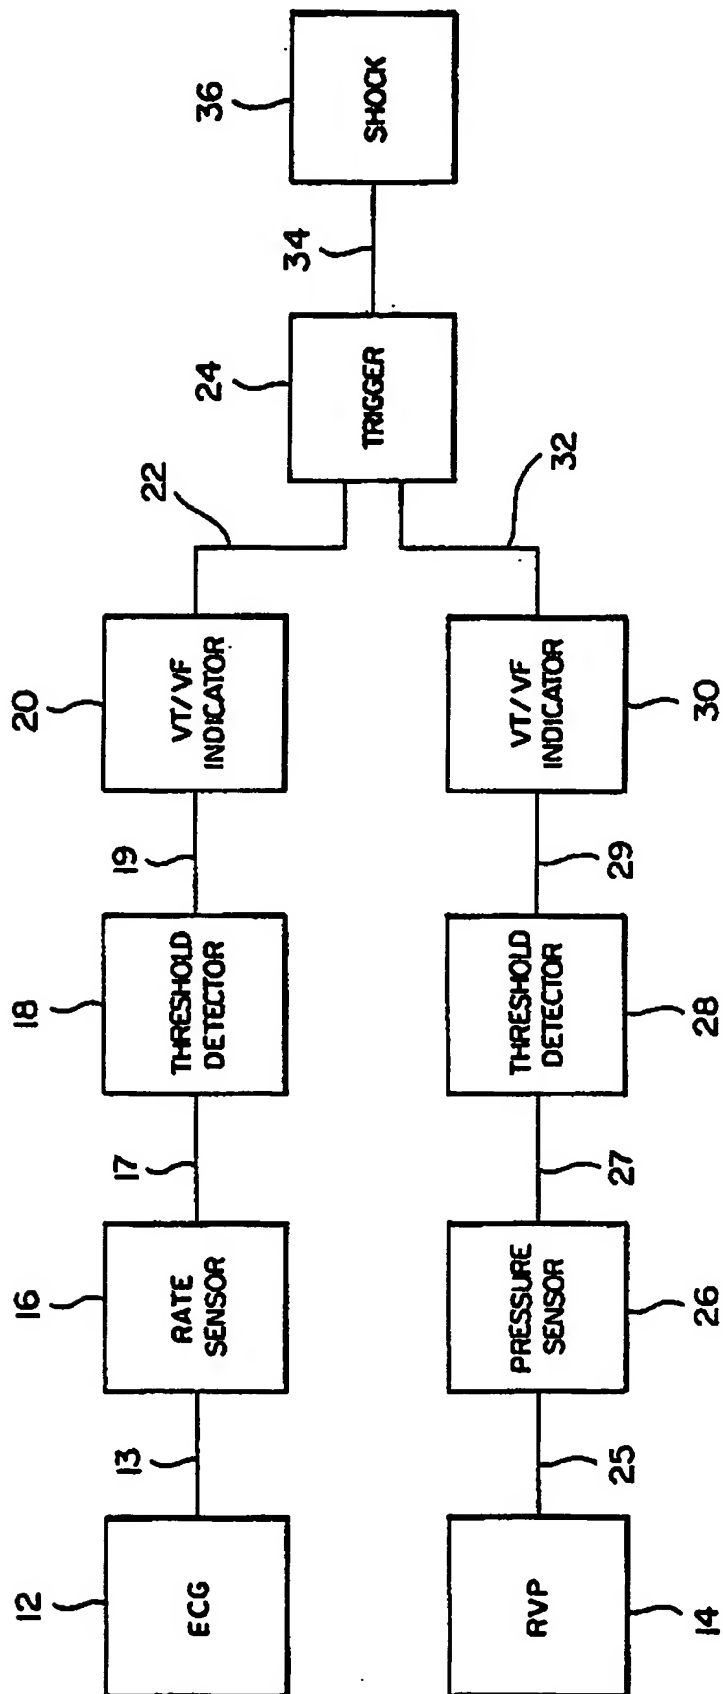 12
ECG
13
16
RATE
SENSOR
17
18
THRESHOLD
DETECTOR
19
20
VT/VF
INDICATOR
22
24
TRIGGER
34
36
SHOCK
14
RVP
25
26
PRESSURE
SENSOR
27
28
THRESHOLD
DETECTOR
29
30
VT/VF
INDICATOR
32